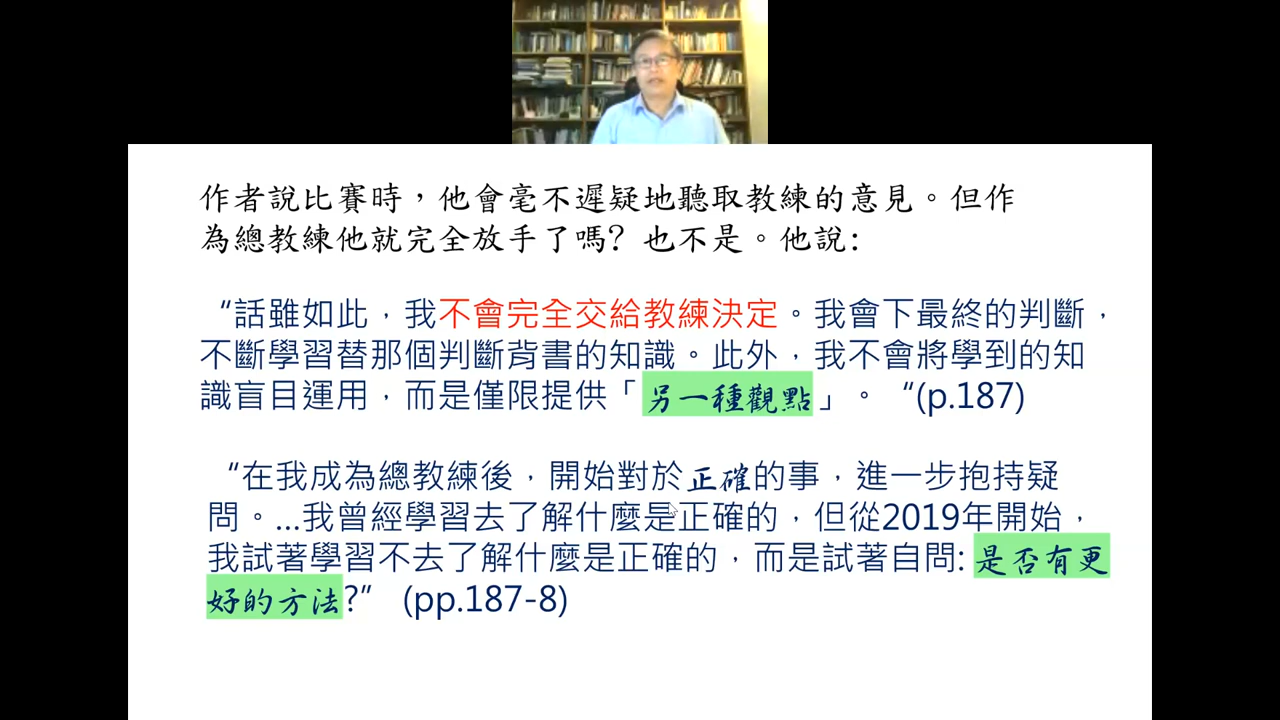 作者說比賽時，他會毫不遲疑地聽取教練的意見。但作
為總教練他就完全放手了嗎? 也不是。他說:
“話雖如此，我不會完全交給教練決定。我會下最終的判斷，
不斷學習替那個判斷背書的知識。此外，我不會將學到的知
識盲目運用，而是僅限提供「另一種觀點」。“(p.187)
“在我成為總教練後，開始對於正確的事，進一步抱持疑
問。…我曾經學習去了解什麼是正確的，但從2019年開始，
我試著學習不去了解什麼是正確的，而是試著自問: 是否有更
好的方法?” (pp.187-8)